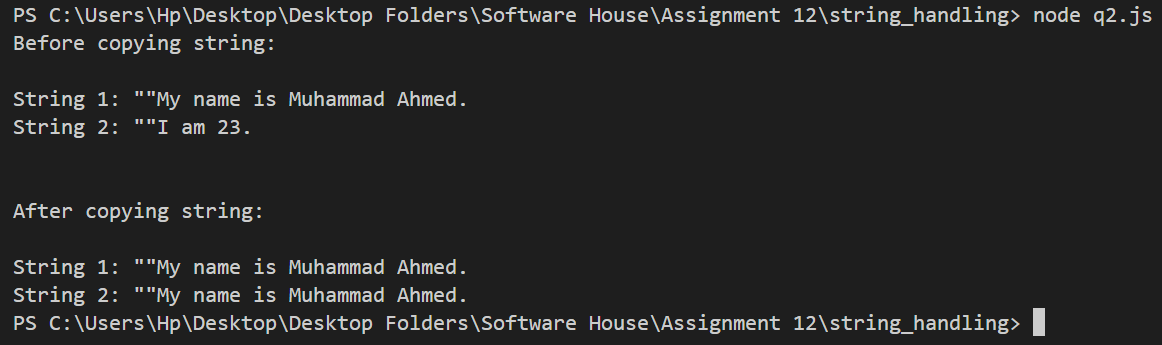 PS C:\Users\Hp\Desktop\Desktop Folders\Software House\Assignment 12\string_handling> node q2.js
Before copying string:
String 1: ""My name is Muhammad Ahmed.
String 2: ""I am 23.
After copying string:
String 1: ""My name is Muhammad Ahmed.
String 2: ""My name is Muhammad Ahmed.
PS C:\Users\Hp\Desktop\Desktop Folders\Software House\Assignment 12\string_handling>